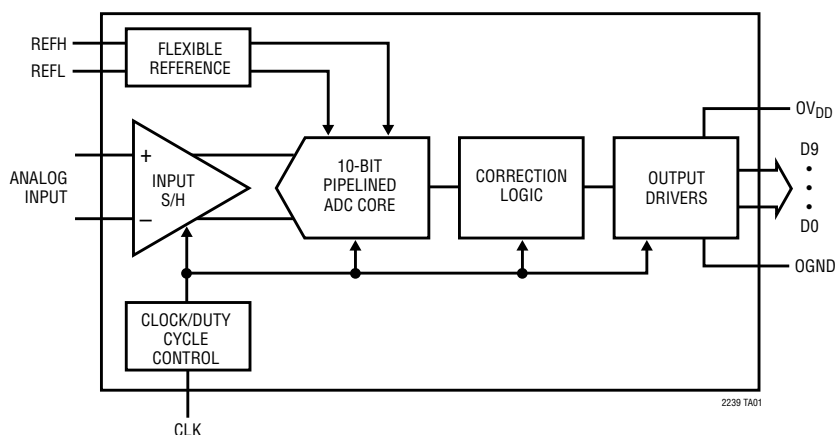 REFH
REFL
FLEXIBLE
REFERENCE
ANALOG
INPUT
+
–
INPUT
S/H
10-BIT
PIPELINED
ADC CORE
CORRECTION
LOGIC
OUTPUT
DRIVERS
OVDD
D9
•
•
•
D0
OGND
CLOCK/DUTY
CYCLE
CONTROL
CLK
2239 TA01